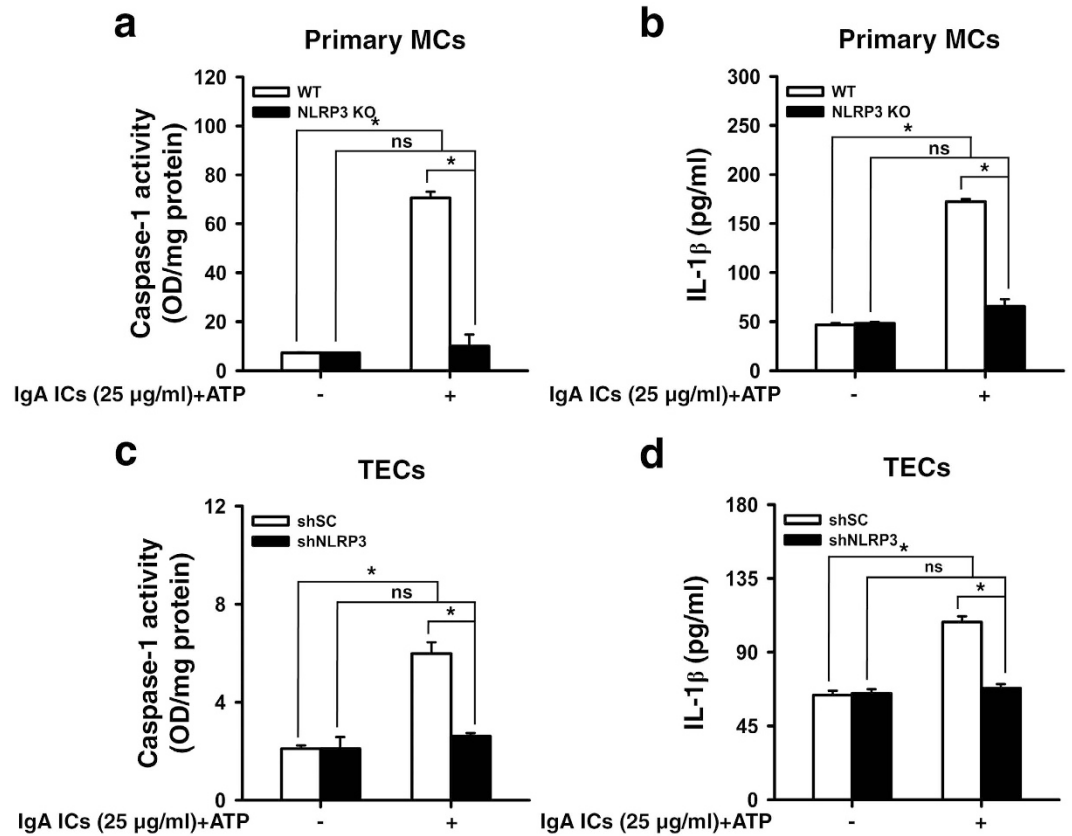 a
Primary MCs
Caspase-1 activity
(OD/mg protein)
120
100
80
60
40
20
0
WT
NLRP3 KO
*
ns
*
IgA ICs (25 µg/ml)+ATP
-
+
b
Primary MCs
IL-1β (pg/ml)
300
250
200
150
100
50
0
WT
NLRP3 KO
*
ns
*
IgA ICs (25 µg/ml)+ATP
-
+
c
TECs
Caspase-1 activity
(OD/mg protein)
12
8
4
0
shSC
shNLRP3
*
ns
*
IgA ICs (25 µg/ml)+ATP
-
+
d
TECs
IL-1β (pg/ml)
180
135
90
45
0
shSC
shNLRP3
*
ns
*
IgA ICs (25 µg/ml)+ATP
-
+